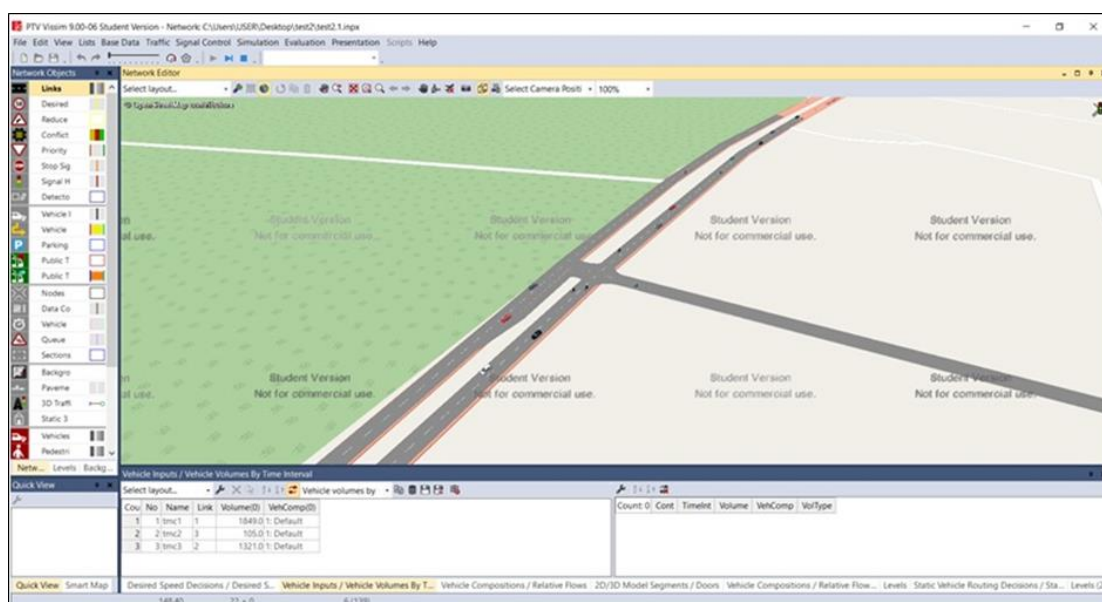 PTV Vissim 9.00-06 Student Version - Network: C:\Users\USER\Desktop\test2\test2.1.inpx
File Edit View Lists Base Data Traffic Signal Control Simulation Evaluation Presentation Scripts Help
Network Objects
Network Editor
Links
Select layout...
Select Camera Positi
100%
Desired
Reduce
Conflict
Priority
Stop Sig
Signal H
Detecto
Vehicle I
Vehicle
Parking
Public T
Public T
Nodes
Data Co
Vehicle
Queue
Sections
Backgro
Paveme
3D Traff
Static 3
Vehicles
Pedestri
Netw... Levels Backg...
Student Version Student Version Student Version Student Version
al use. Not for commercial use. Not for commercial use. Not for commercial use. Not for commercial use.
Student Version Student Version Student Version Student Version
al use. Not for commercial use. Not for commercial use. Not for commercial use. Not for commercial use.
Quick View
Vehicle Inputs / Vehicle Volumes By Time Interval
Select layout... Vehicle volumes by
Cou No Name Link Volume(0) VehComp(0)
1 1 tmc1 1 1849.0 1: Default
2 2 tmc2 3 105.0 1: Default
3 3 tmc3 2 1321.0 1: Default
Count: 0 Cont TimeInt Volume VehComp VolType
Quick View Smart Map
Desired Speed Decisions / Desired S... Vehicle Inputs / Vehicle Volumes By T... Vehicle Compositions / Relative Flows 2D/3D Model Segments / Doors Vehicle Compositions / Relative Flow... Levels Static Vehicle Routing Decisions / Sta... Levels (2